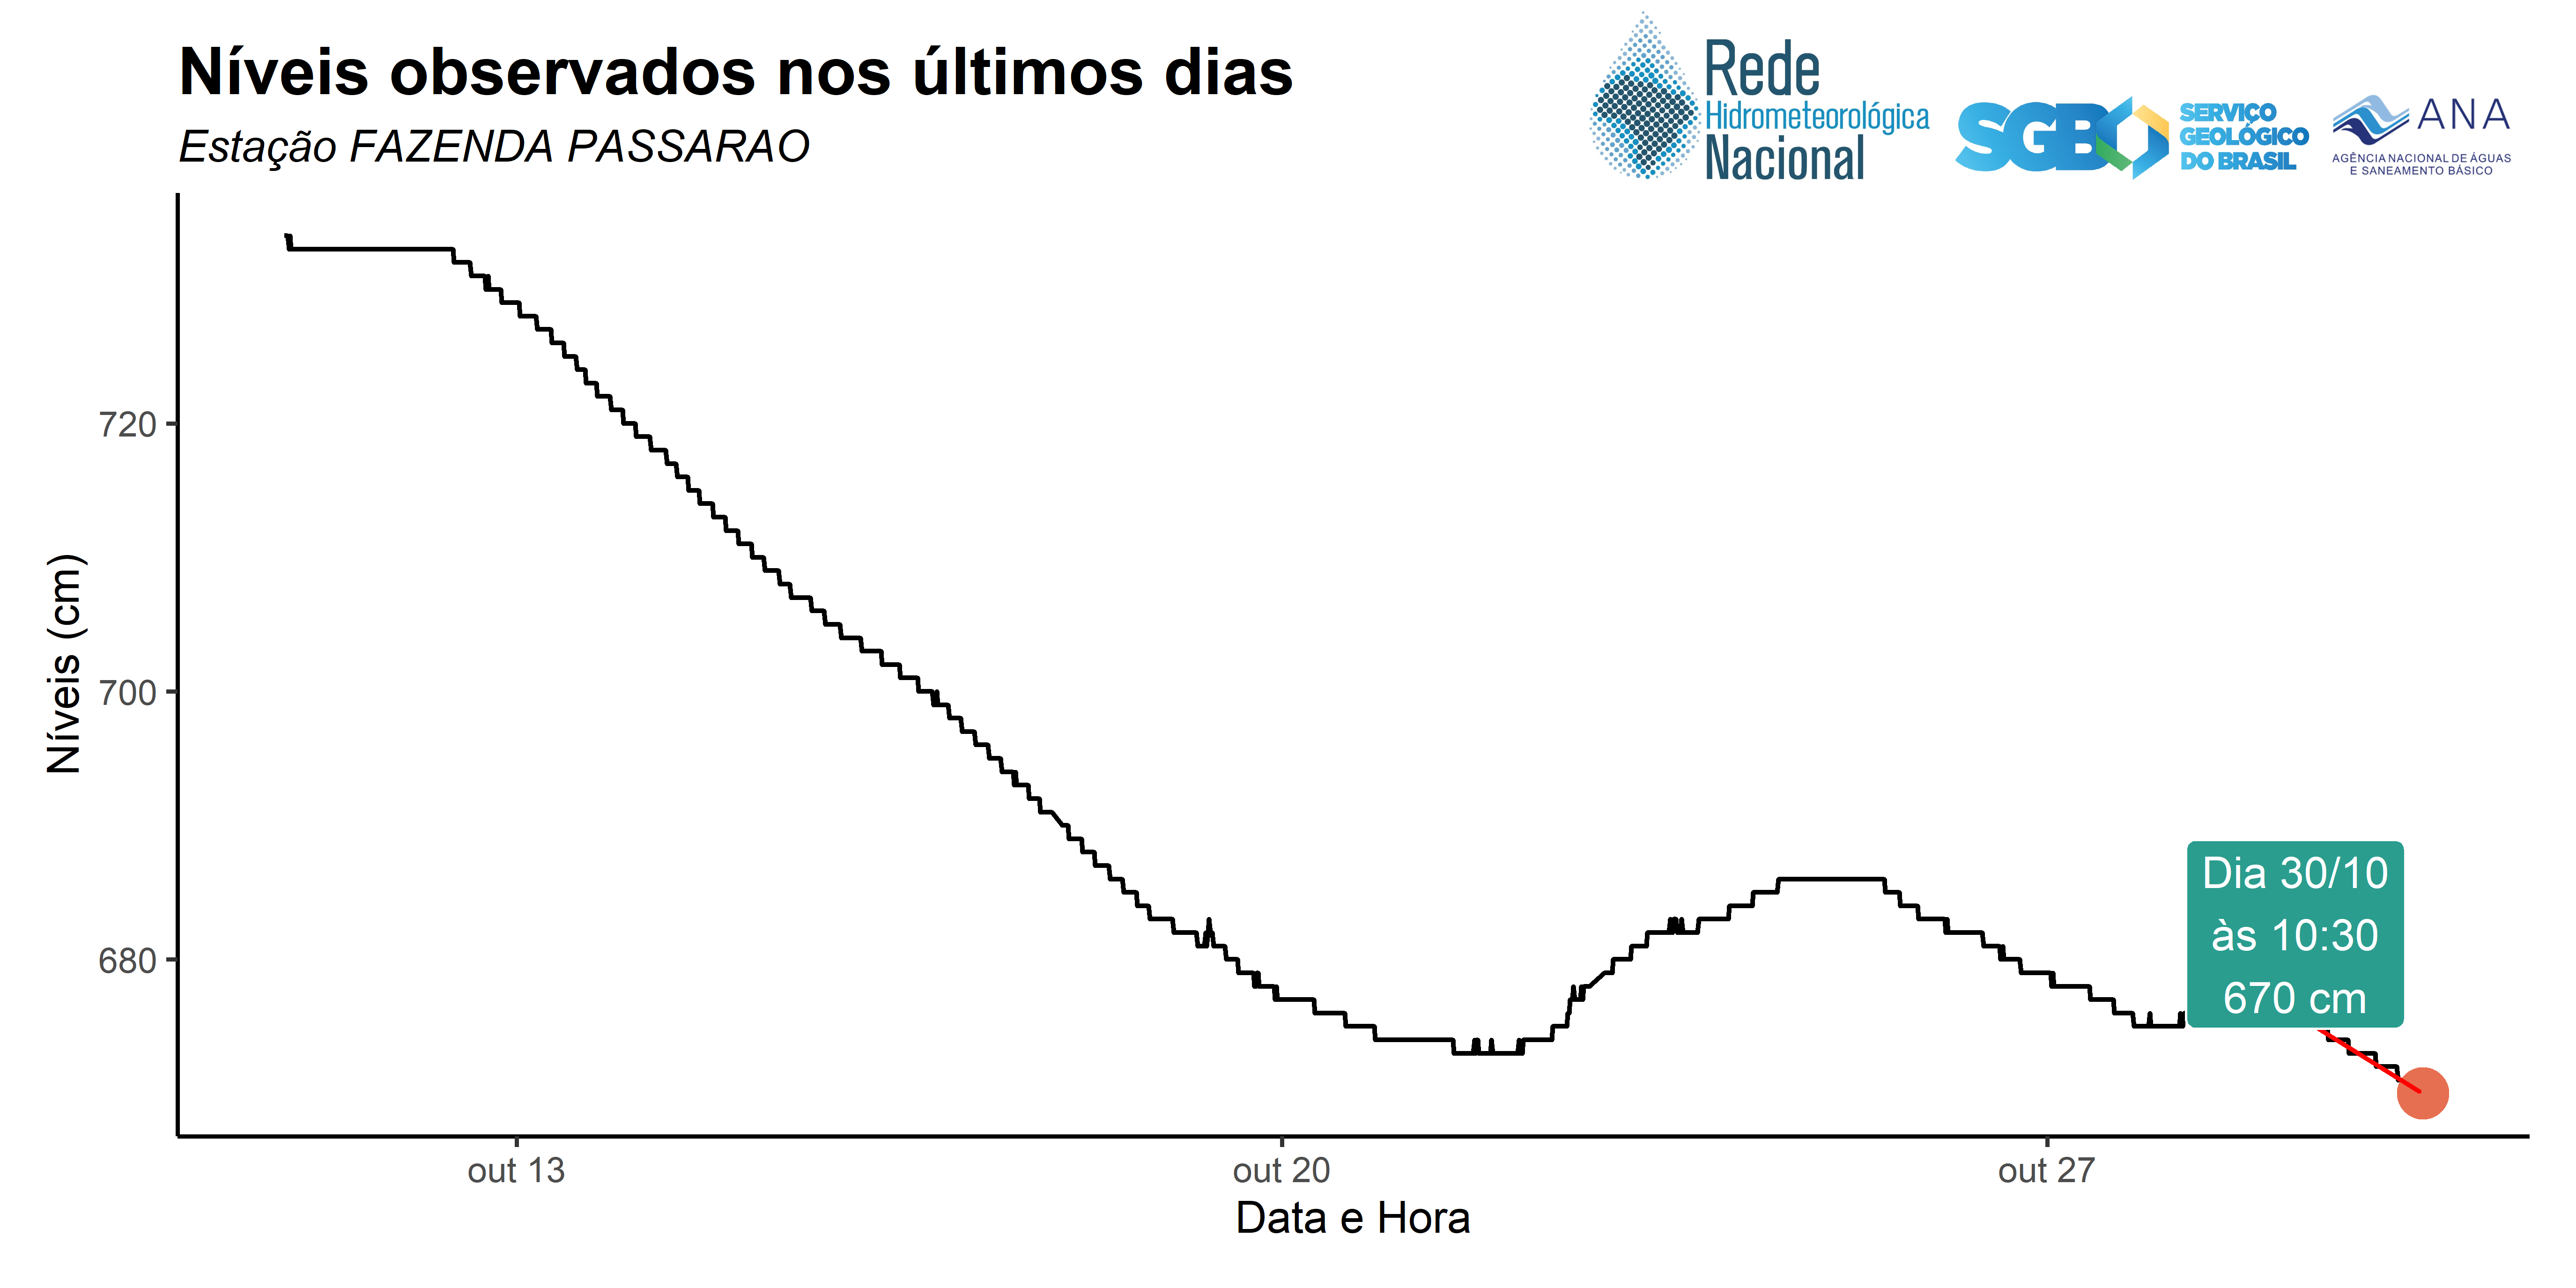 Níveis observados nos últimos dias
Estação FAZENDA PASSARAO
Rede
Hidrometeorológica
Nacional
SGB
SERVIÇO
GEOLÓGICO
DO BRASIL
ANA
AGÊNCIA NACIONAL DE ÁGUAS
E SANEAMENTO BÁSICO
Níveis (cm)
720
700
680
Dia 30/10
às 10:30
670 cm
out 13
out 20
out 27
Data e Hora